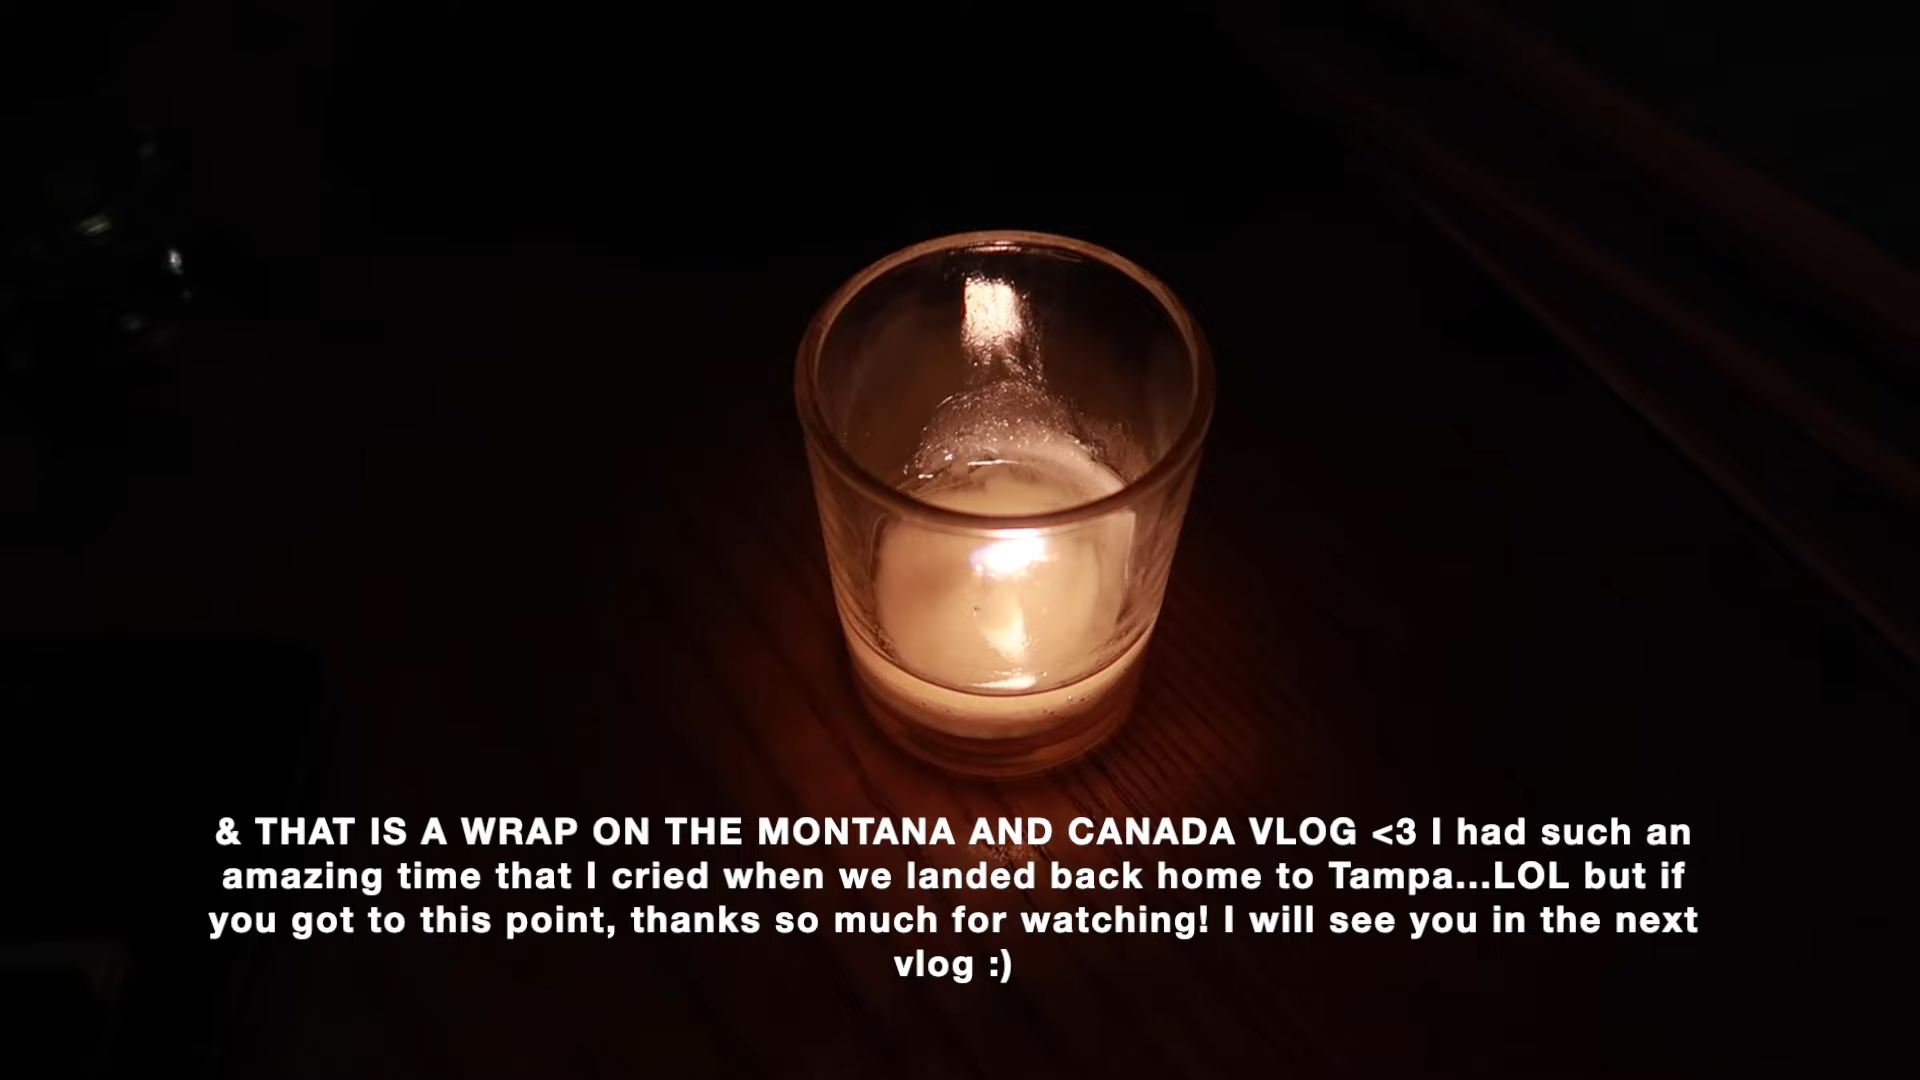 & THAT IS A WRAP ON THE MONTANA AND CANADA VLOG <3 I had such an
amazing time that I cried when we landed back home to Tampa...LOL but if
you got to this point, thanks so much for watching! I will see you in the next
vlog :)